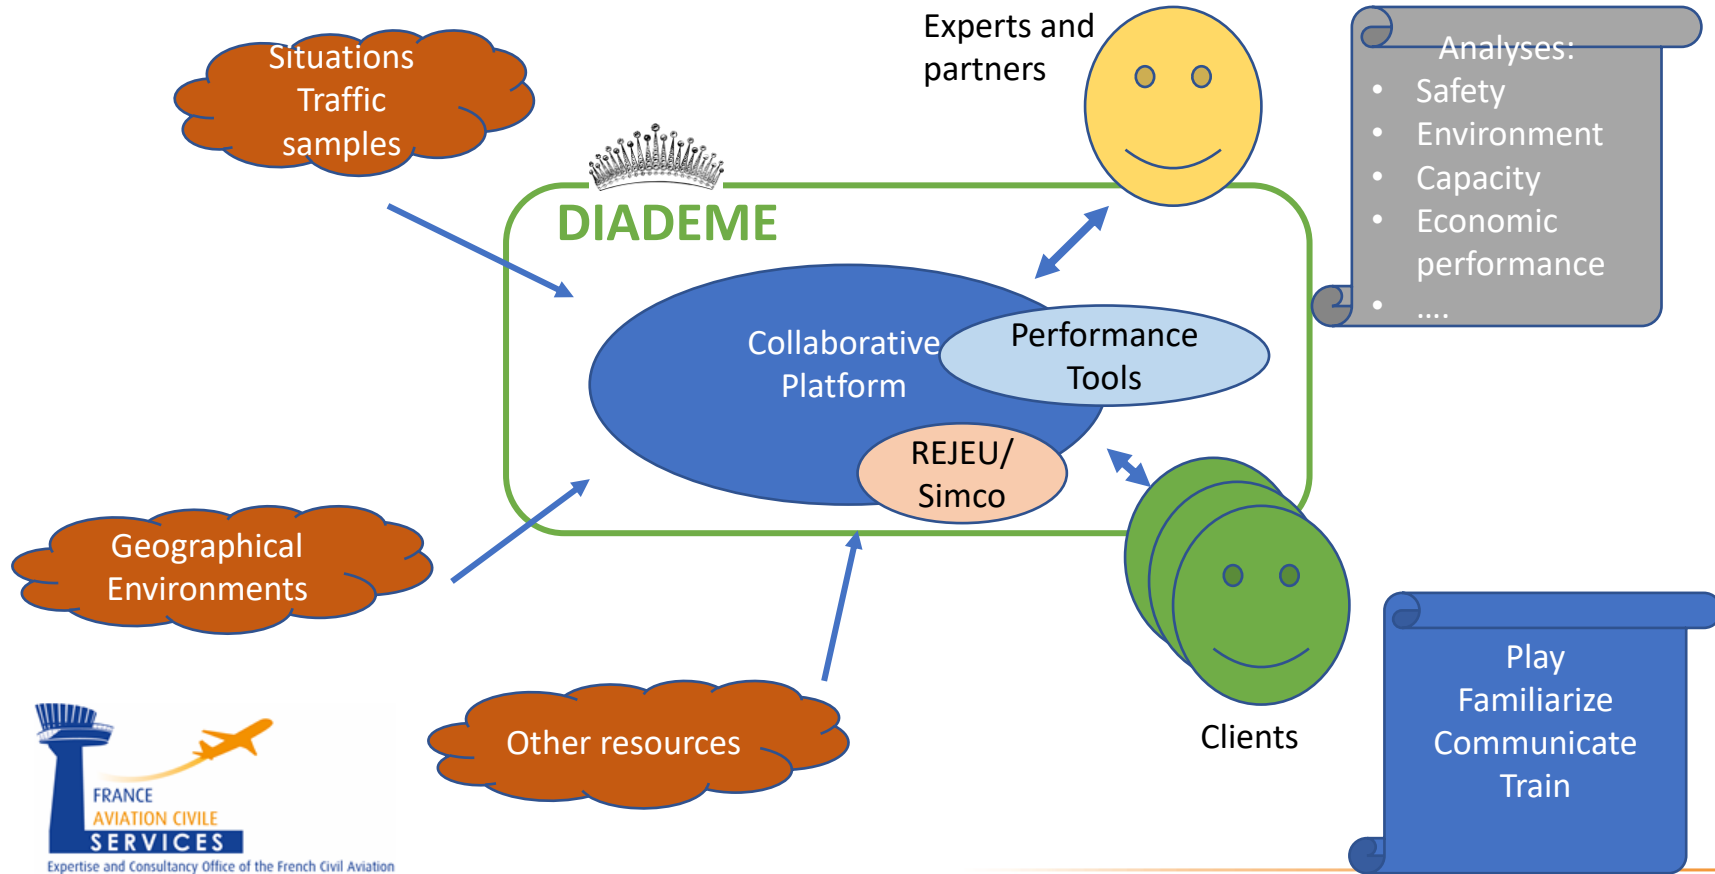 Situations
Traffic
samples
Experts and
partners
Analyses:
• Safety
• Environment
• Capacity
• Economic
performance
• ....
DIADEME
Collaborative
Platform
Performance
Tools
REJEU/
Simco
Geographical
Environments
Other resources
Clients
Play
Familiarize
Communicate
Train
FRANCE
AVIATION CIVILE
SERVICES
Expertise and Consultancy Office of the French Civil Aviation